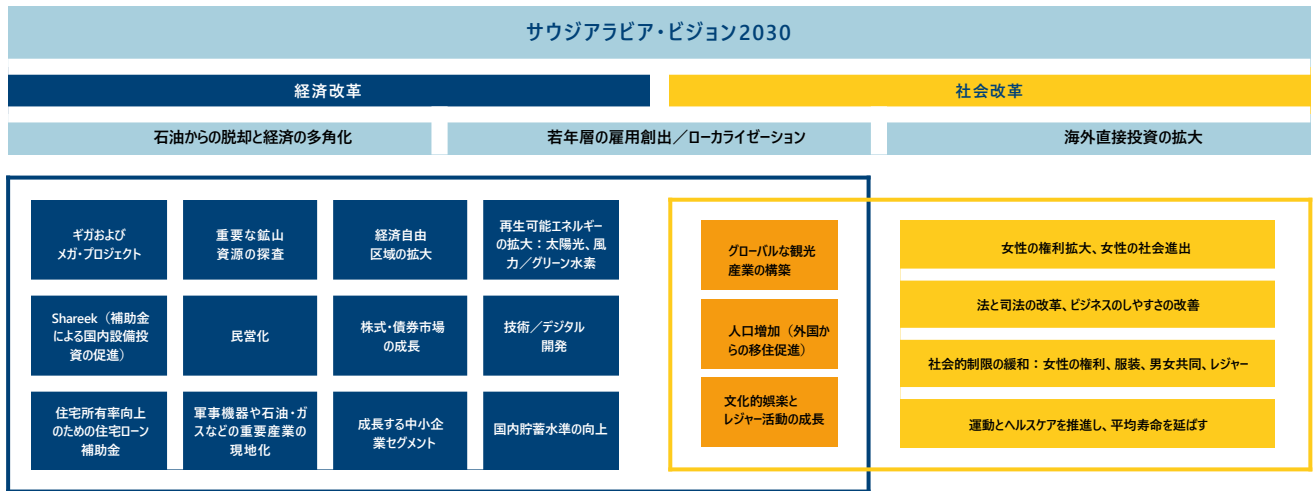 サウジアラビア・ビジョン2030
経済改革
社会改革
石油からの脱却と経済の多角化
若年層の雇用創出／ローカライゼーション
海外直接投資の拡大
ギガおよび
メガ・プロジェクト
重要な鉱山
資源の探査
経済自由
区域の拡大
再生可能エネルギー
の拡大：太陽光、風
力／グリーン水素
Shareek（補助金
による国内設備投
資の促進）
民営化
株式・債券市場
の成長
技術／デジタル
開発
住宅所有率向上
のための住宅ローン
補助金
軍事機器や石油・ガ
スなどの重要産業の
現地化
成長する中小企
業セグメント
国内貯蓄水準の向上
グローバルな観光
産業の構築
人口増加（外国か
らの移住促進）
文化的娯楽と
レジャー活動の成長
女性の権利拡大、女性の社会進出
法と司法の改革、ビジネスのしやすさの改善
社会的制限の緩和：女性の権利、服装、男女共同、レジャー
運動とヘルスケアを推進し、平均寿命を延ばす